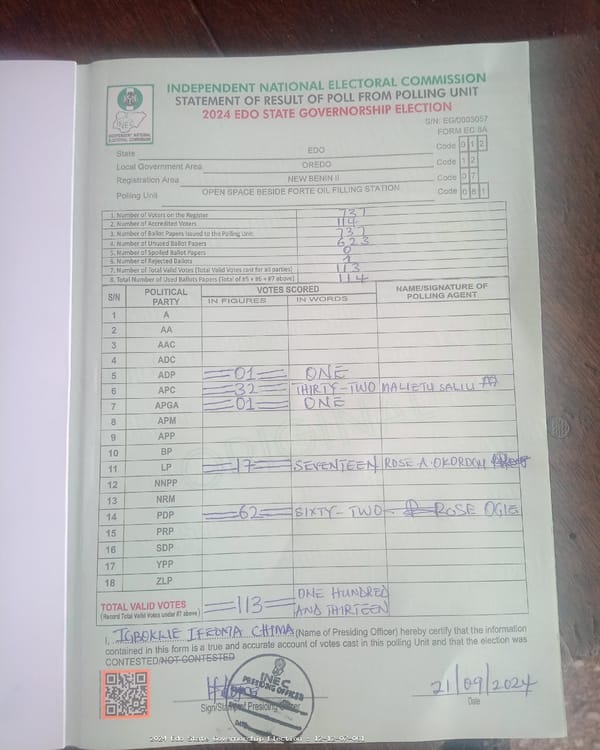 INDEPENDENT NATIONAL ELECTORAL COMMISSION
STATEMENT OF RESULT OF POLL FROM POLLING UNIT
2024 EDO STATE GOVERNORSHIP ELECTION
S/N: EG/0003057
FORM EC 8A
INEC
INDEPENDENT NATIONAL ELECTORAL COMMISSION
State EDO Code 0 1 2
Local Government Area OREDO Code 1 2
Registration Area NEW BENIN II Code 0 7
Polling Unit OPEN SPACE BESIDE FORTE OIL FILLING STATION Code 0 6 1
1. Number of Voters on the Register 737
2. Number of Accredited Voters 114
3. Number of Ballot Papers Issued to the Polling Unit 737
4. Number of Unused Ballot Papers 623
5. Number of Spoiled Ballot Papers 0
6. Number of Rejected Ballots 1
7. Number of Total Valid Votes (Total Valid Votes cast for all parties) 113
8. Total Number of Used Ballots Papers (Total of #5 + #6 + #7 above) 114
S/N POLITICAL PARTY VOTES SCORED NAME/SIGNATURE OF POLLING AGENT
IN FIGURES IN WORDS
1 A
2 AA
3 AAC
4 ADC
5 ADP 01 ONE
6 APC 32 THIRTY-TWO SALIU
7 APGA 01 ONE
8 APM
9 APP
10 BP
11 LP 17 SEVENTEEN ROSE A.
12 NNPP
13 NRM
14 PDP 62 SIXTY-TWO ROSE OGIE
15 PRP
16 SDP
17 YPP
18 ZLP
TOTAL VALID VOTES 113 ONE HUNDRED
(Record Total Valid Votes under #7 above) AND THIRTEEN
I, IFEOMA CHIMA (Name of Presiding Officer) hereby certify that the information
contained in this form is a true and accurate account of votes cast in this polling Unit and that the election was
CONTESTED/NOT CONTESTED
INEC
PRESIDING OFFICER
21/09/2024
Sign/Stamp of Presiding Officer Date
DATE
2024 Edo State Governorship Election - 12-12-07-061